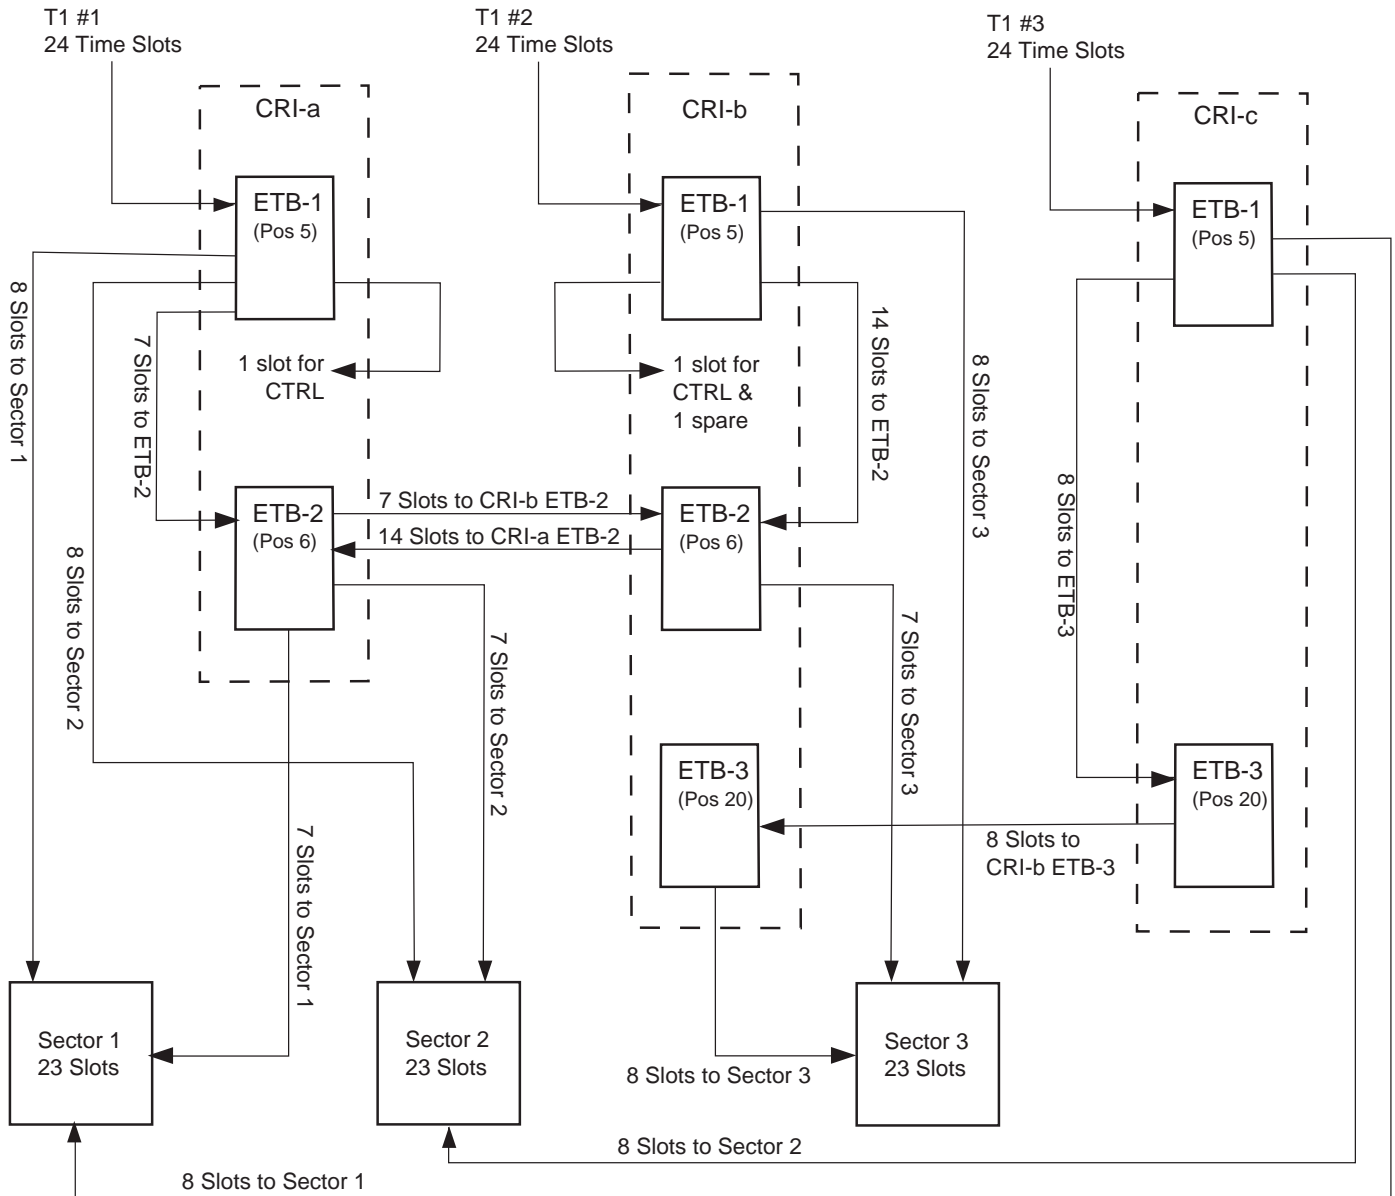 T1 #1
24 Time Slots
T1 #2
24 Time Slots
T1 #3
24 Time Slots
CRI-a
CRI-b
CRI-c
ETB-1
(Pos 5)
ETB-1
(Pos 5)
ETB-1
(Pos 5)
8 Slots to Sector 1
7 Slots to ETB-2
1 slot for
CTRL
1 slot for
CTRL &
1 spare
14 Slots to ETB-2
8 Slots to Sector 3
8 Slots to ETB-3
ETB-2
(Pos 6)
7 Slots to CRI-b ETB-2
14 Slots to CRI-a ETB-2
ETB-2
(Pos 6)
8 Slots to Sector 2
7 Slots to Sector 2
7 Slots to Sector 3
ETB-3
(Pos 20)
ETB-3
(Pos 20)
8 Slots to
CRI-b ETB-3
7 Slots to Sector 1
Sector 1
23 Slots
Sector 2
23 Slots
Sector 3
23 Slots
8 Slots to Sector 3
8 Slots to Sector 2
8 Slots to Sector 1